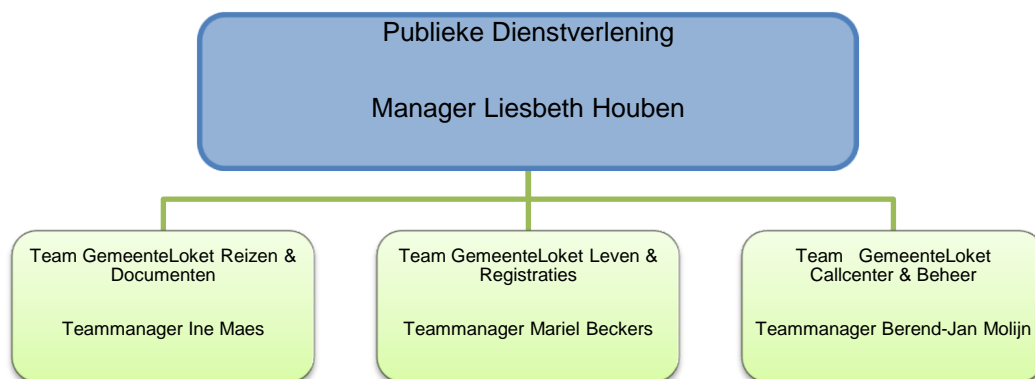 Publieke Dienstverlening
Manager Liesbeth Houben
Team GemeenteLoket Reizen &
Documenten
Teammanager Ine Maes
Team GemeenteLoket Leven &
Registraties
Teammanager Mariel Beckers
Team GemeenteLoket
Callcenter & Beheer
Teammanager Berend-Jan Molijn